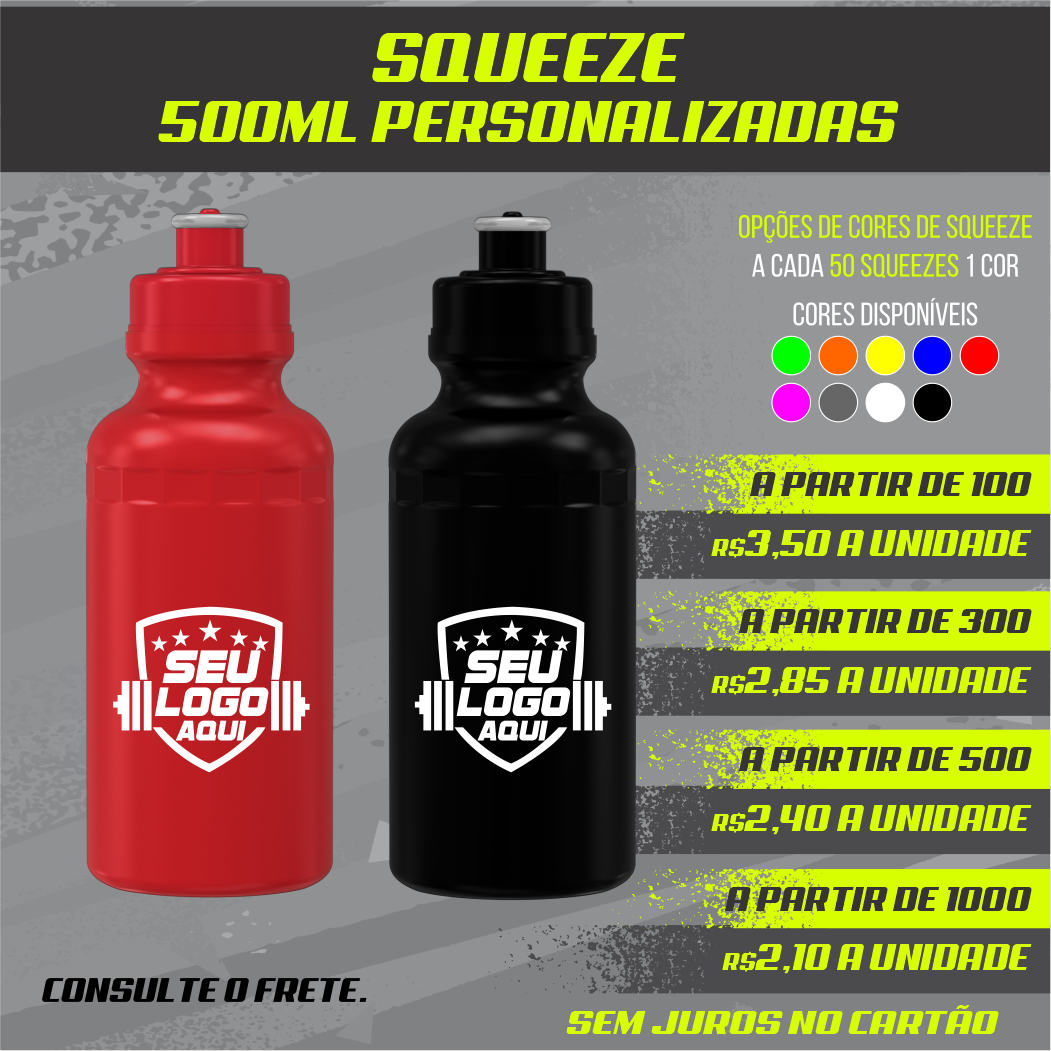 SQUEEZE
500ML PERSONALIZADAS
OPÇÕES DE CORES DE SQUEEZE
A CADA 50 SQUEEZES 1 COR
CORES DISPONÍVEIS
A PARTIR DE 100
R$3,50 A UNIDADE
A PARTIR DE 300
R$2,85 A UNIDADE
A PARTIR DE 500
R$2,40 A UNIDADE
A PARTIR DE 1000
R$2,10 A UNIDADE
SEU
LOGO
AQUI
SEU
LOGO
AQUI
CONSULTE O FRETE.
SEM JUROS NO CARTÃO